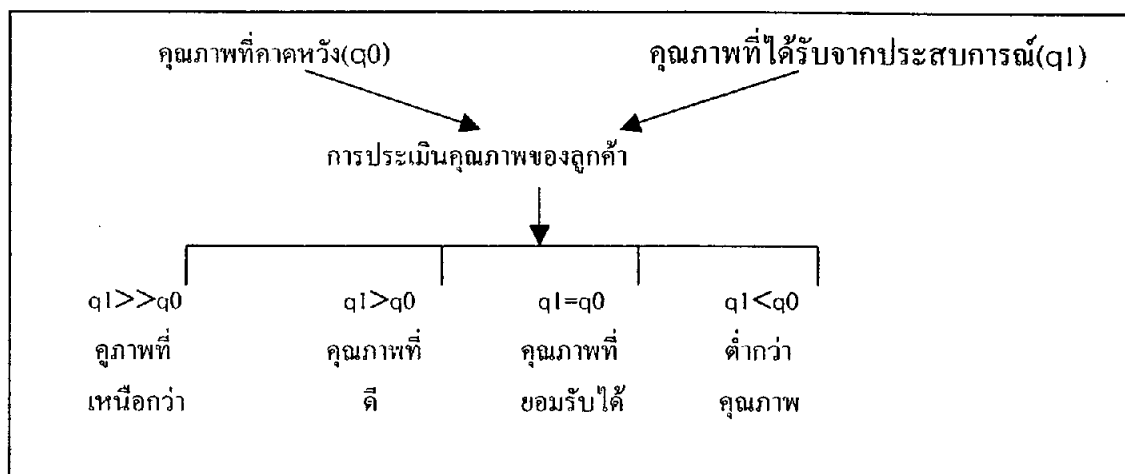 คุณภาพที่คาดหวัง(q0) คุณภาพที่ได้รับจากประสบการณ์(q1)
การประเมินคุณภาพของลูกค้า
q1>>q0 q1>q0 q1=q0 q1<q0
คูภาพที่ คุณภาพที่ คุณภาพที่ ต่ำกว่า
เหนือกว่า ดี ยอมรับได้ คุณภาพ